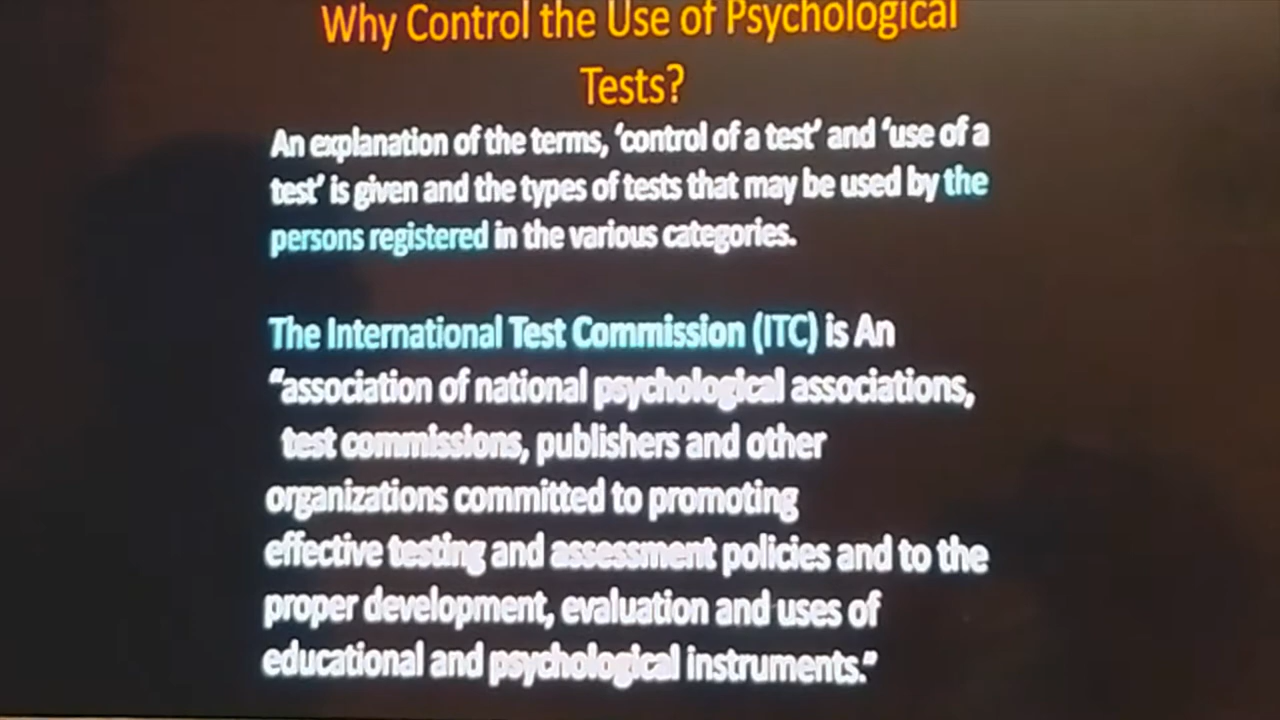 Why Control the Use of Psychological
Tests?
An explanation of the terms, ‘control of a test’ and ‘use of a
test’ is given and the types of tests that may be used by the
persons registered in the various categories.
The International Test Commission (ITC) is An
“association of national psychological associations,
test commissions, publishers and other
organizations committed to promoting
effective testing and assessment policies and to the
proper development, evaluation and uses of
educational and psychological instruments.”